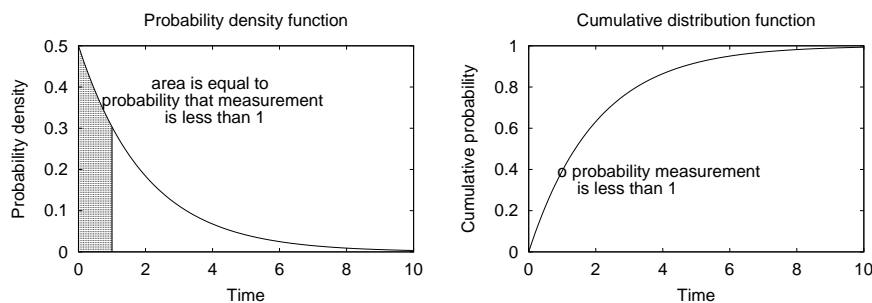 Probability density function
0.5
0.4
0.3
0.2
0.1
0
Probability density
area is equal to
probability that measurement
is less than 1
0 2 4 6 8 10
Time
Cumulative distribution function
1
0.8
0.6
0.4
0.2
0
Cumulative probability
probability measurement
is less than 1
0 2 4 6 8 10
Time